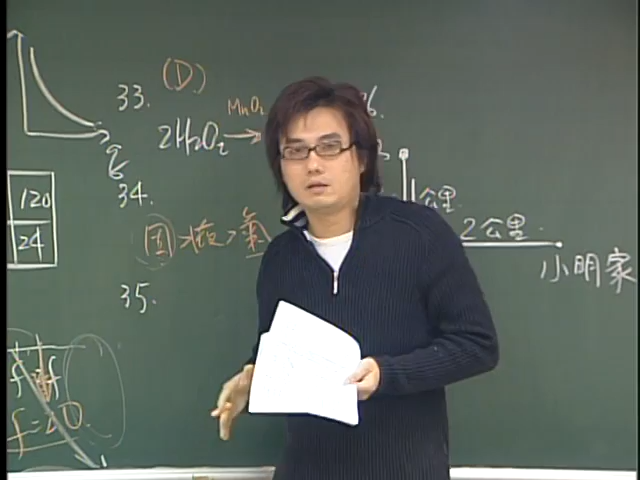 33.
(D.)
MnO₂
2H₂O₂ →
6.
120
24
34.
固>液>氣
35.
公里
2公里
小明家
f f
f=20.